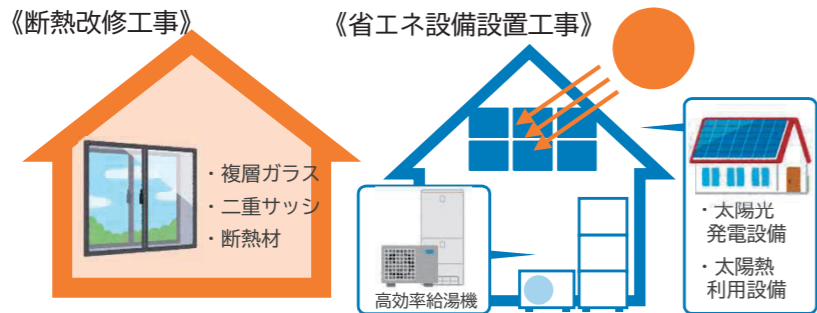 《断熱改修工事》
・複層ガラス
・二重サッシ
・断熱材
《省エネ設備設置工事》
高効率給湯機
・太陽光
発電設備
・太陽熱
利用設備